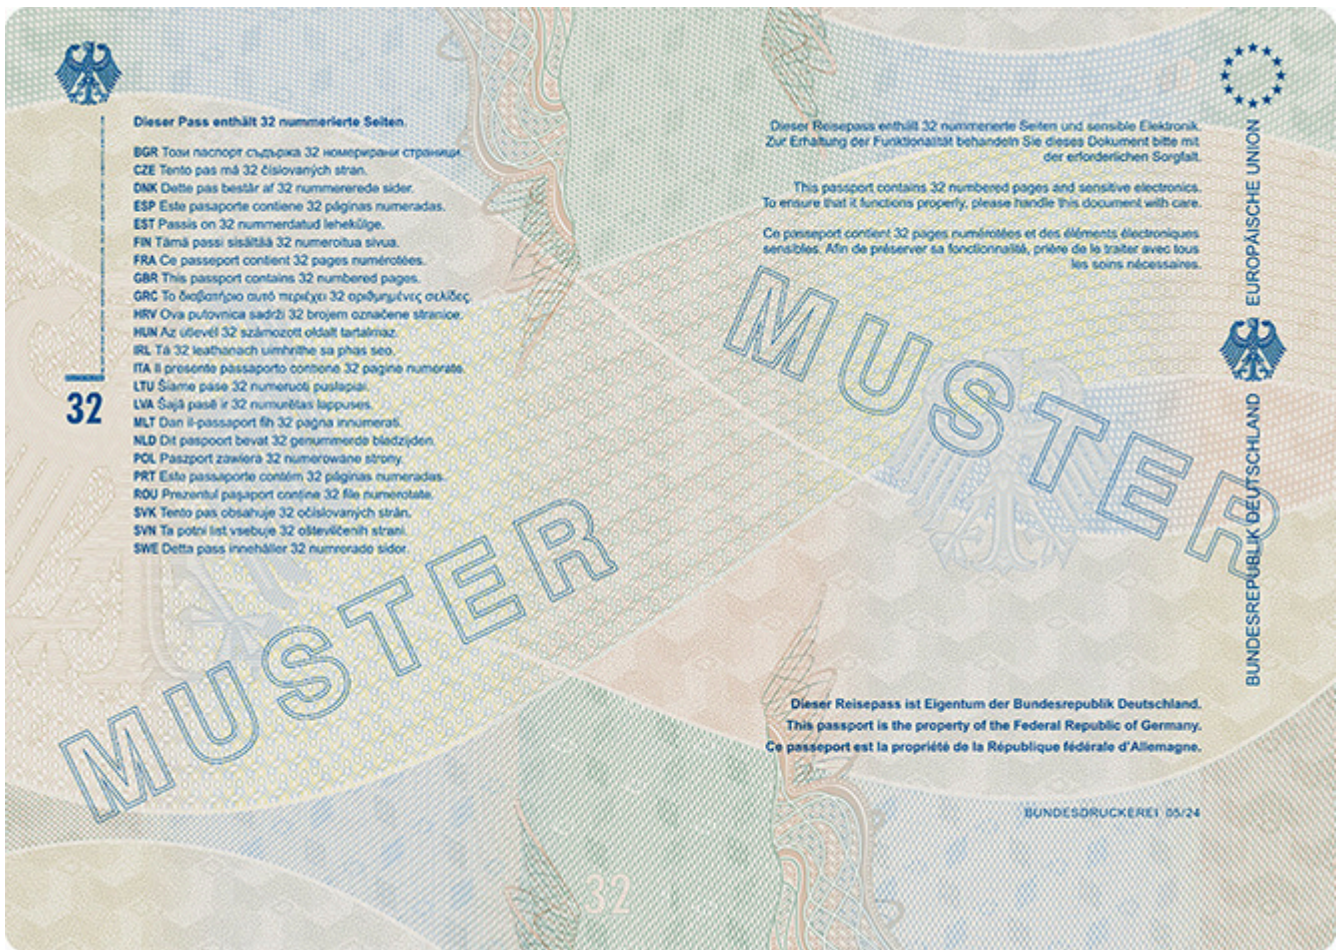 Dieser Pass enthält 32 nummerierte Seiten.
BGR Този паспорт съдържа 32 номерирани страници.
CZE Tento pas má 32 číslovaných stran.
DNK Dette pas består af 32 nummererede sider.
ESP Este pasaporte contiene 32 páginas numeradas.
EST Passis on 32 nummerdatud lehekülge.
FIN Tämä passi sisältää 32 numeroitua sivua.
FRA Ce passeport contient 32 pages numérotées.
GBR This passport contains 32 numbered pages.
GRC Το διαβατήριο αυτό περιέχει 32 αριθμημένες σελίδες.
HRV Ova putovnica sadrži 32 brojem označene stranice.
HUN Az útlevél 32 számozott oldalt tartalmaz.
IRL Tá 32 leathanach uimhrithe sa phas seo.
ITA Il presente passaporto contiene 32 pagine numerate.
LTU Šiame pase 32 numeruoti puslapiai.
LVA Šajā pasē ir 32 numurētas lappuses.
MLT Dan il-passaport fih 32 paġna innumerati.
NLD Dit paspoort bevat 32 genummerde bladzijden.
POL Paszport zawiera 32 numerowane strony.
PRT Este passaporte contém 32 páginas numeradas.
ROU Prezentul paşaport conţine 32 file numerotate.
SVK Tento pas obsahuje 32 očíslovaných strán.
SVN Ta potni list vsebuje 32 oštevilčenih strani.
SWE Detta pass innehåller 32 numrerade sidor.
32
MUSTER
32
Dieser Reisepass enthält 32 nummerierte Seiten und sensible Elektronik.
Zur Erhaltung der Funktionalität behandeln Sie dieses Dokument bitte mit
der erforderlichen Sorgfalt.
This passport contains 32 numbered pages and sensitive electronics.
To ensure that it functions properly, please handle this document with care.
Ce passeport contient 32 pages numérotées et des éléments électroniques
sensibles. Afin de préserver sa fonctionnalité, prière de le traiter avec tous
les soins nécessaires.
MUSTER
BUNDESREPUBLIK DEUTSCHLAND EUROPÄISCHE UNION
Dieser Reisepass ist Eigentum der Bundesrepublik Deutschland.
This passport is the property of the Federal Republic of Germany.
Ce passeport est la propriété de la République fédérale d'Allemagne.
BUNDESDRUCKEREI 05/24